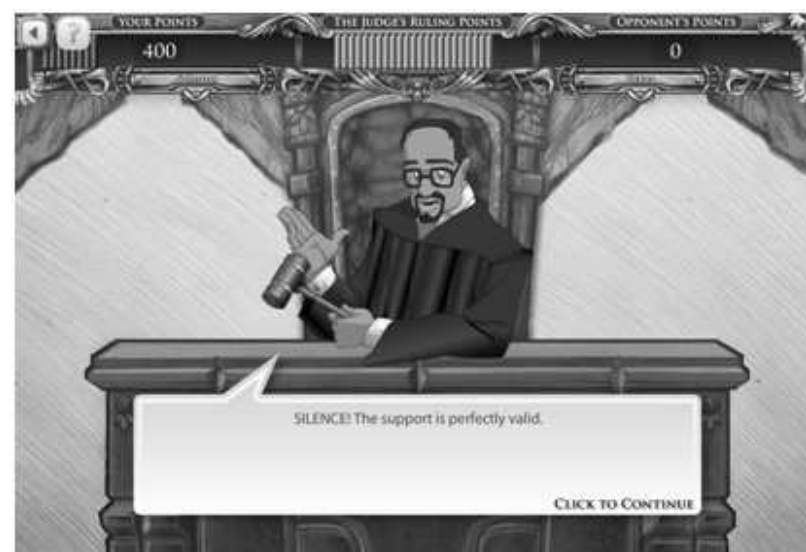 YOUR POINTS
THE JUDGE'S RULING POINTS
OPPONENT'S POINTS
?
400
0
SILENCE! The support is perfectly valid.
CLICK TO CONTINUE